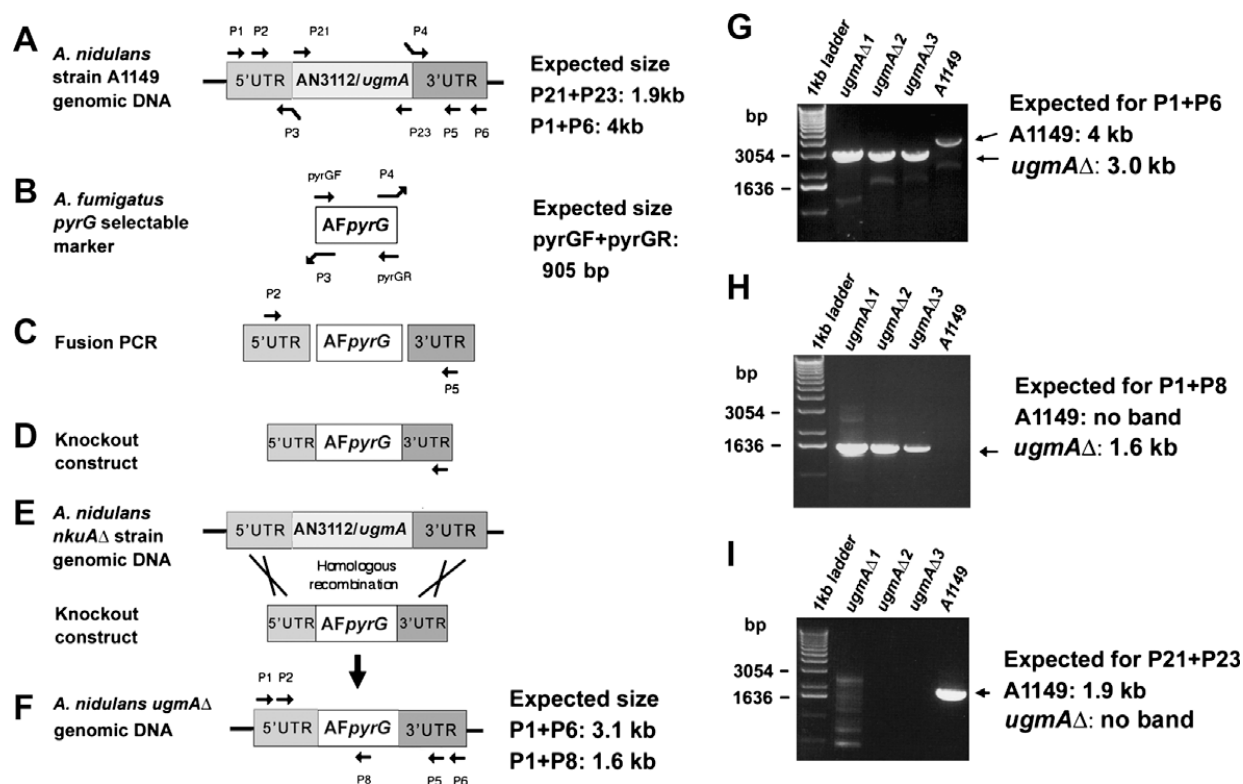 A
A. nidulans
strain A1149
genomic DNA
P1
P2
P21
P4
5'UTR
AN3112/ugmA
3'UTR
P3
P23
P5
P6
Expected size
P21+P23: 1.9kb
P1+P6: 4kb
B
A. fumigatus
pyrG selectable
marker
pyrGF
P4
AFpyrG
P3
pyrGR
Expected size
pyrGF+pyrGR:
905 bp
C
Fusion PCR
P2
5'UTR
AFpyrG
3'UTR
P5
D
Knockout
construct
5'UTR
AFpyrG
3'UTR
E
A. nidulans
nkuAΔ strain
genomic DNA
5'UTR
AN3112/ugmA
3'UTR
Homologous
recombination
Knockout
construct
5'UTR
AFpyrG
3'UTR
F
A. nidulans ugmAΔ
genomic DNA
P1
P2
5'UTR
AFpyrG
3'UTR
P8
P5
P6
Expected size
P1+P6: 3.1 kb
P1+P8: 1.6 kb
G
1kb ladder
ugmAΔ1
ugmAΔ2
ugmAΔ3
A1149
bp
3054 –
1636 –
Expected for P1+P6
A1149: 4 kb
ugmAΔ: 3.0 kb
H
1kb ladder
ugmAΔ1
ugmAΔ2
ugmAΔ3
A1149
bp
3054 –
1636 –
Expected for P1+P8
A1149: no band
ugmAΔ: 1.6 kb
I
1kb ladder
ugmAΔ1
ugmAΔ2
ugmAΔ3
A1149
bp
3054 –
1636 –
Expected for P21+P23
A1149: 1.9 kb
ugmAΔ: no band